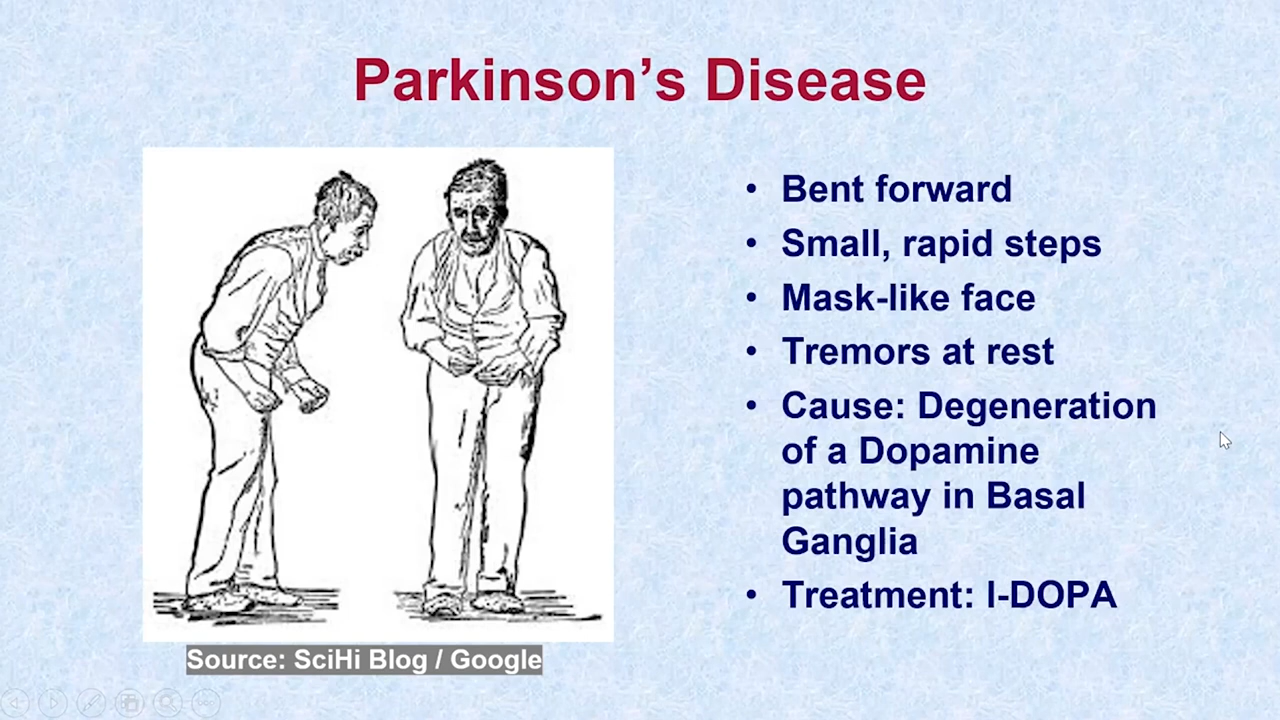 Parkinson’s Disease
• Bent forward
• Small, rapid steps
• Mask-like face
• Tremors at rest
• Cause: Degeneration
of a Dopamine
pathway in Basal
Ganglia
• Treatment: l-DOPA
Source: SciHi Blog / Google